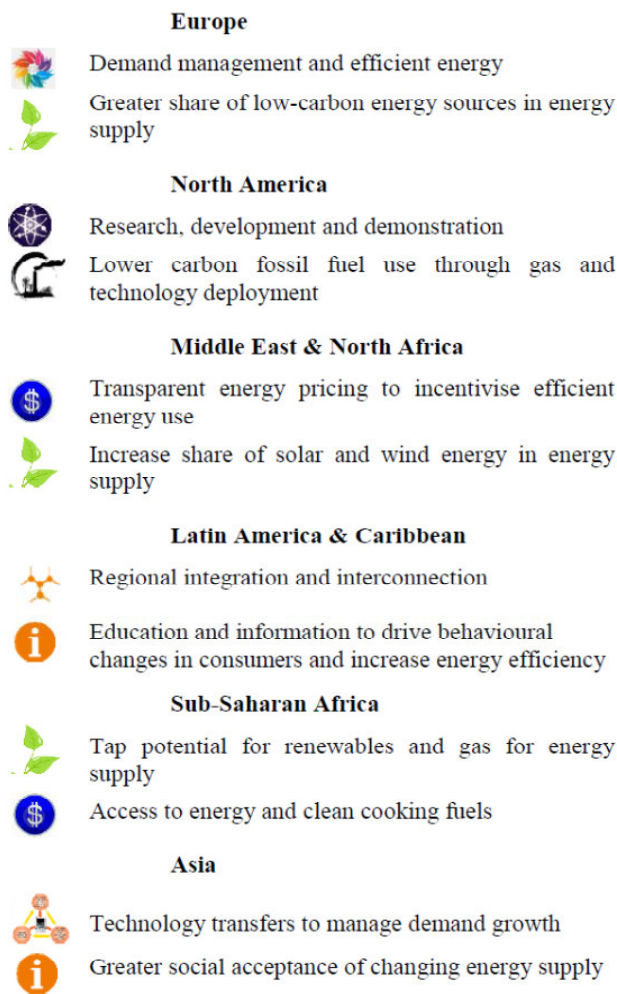 Europe
Demand management and efficient energy
Greater share of low-carbon energy sources in energy
supply
North America
Research, development and demonstration
Lower carbon fossil fuel use through gas and
technology deployment
Middle East & North Africa
$
Transparent energy pricing to incentivise efficient
energy use
Increase share of solar and wind energy in energy
supply
Latin America & Caribbean
Regional integration and interconnection
i
Education and information to drive behavioural
changes in consumers and increase energy efficiency
Sub-Saharan Africa
Tap potential for renewables and gas for energy
supply
$
Access to energy and clean cooking fuels
Asia
Technology transfers to manage demand growth
i
Greater social acceptance of changing energy supply